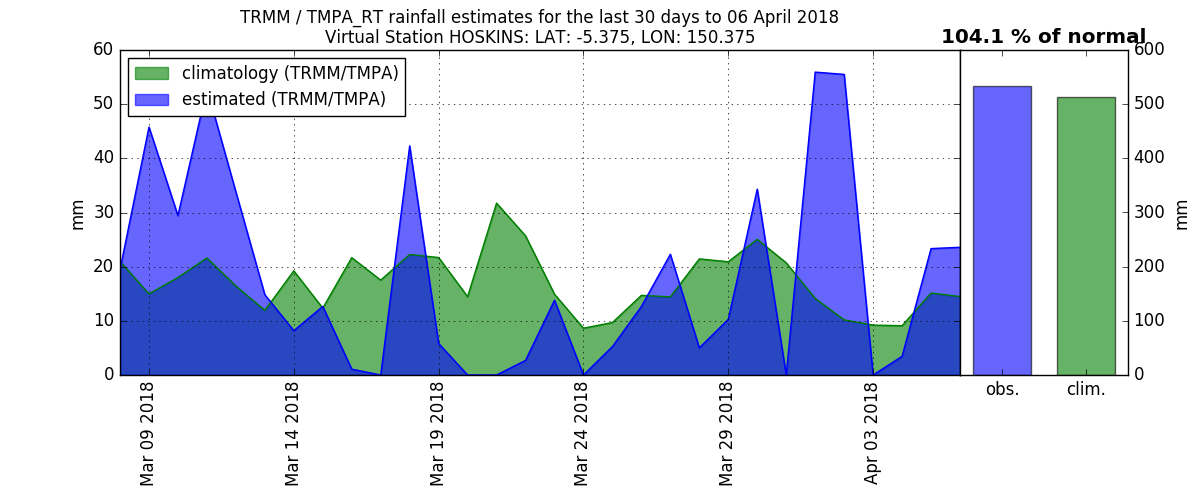 TRMM / TMPA_RT rainfall estimates for the last 30 days to 06 April 2018
Virtual Station HOSKINS: LAT: -5.375, LON: 150.375
104.1 % of normal
climatology (TRMM/TMPA)
estimated (TRMM/TMPA)
mm
60
50
40
30
20
10
0
Mar 09 2018
Mar 14 2018
Mar 19 2018
Mar 24 2018
Mar 29 2018
Apr 03 2018
obs.
clim.
600
500
400
300
200
100
0
mm